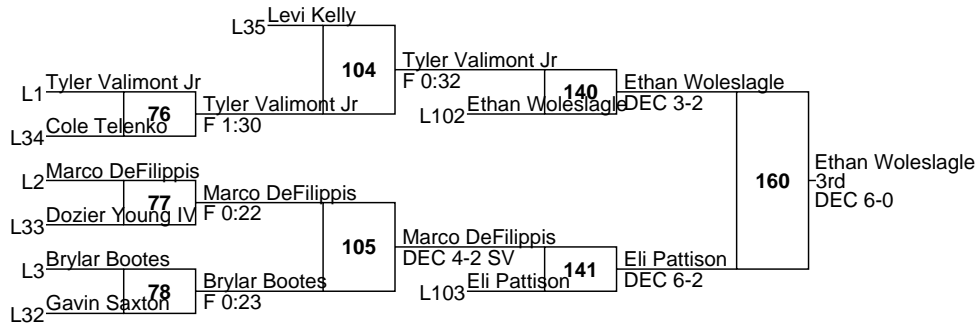 L35 Levi Kelly
104
Tyler Valimont Jr
F 0:32
L1 Tyler Valimont Jr
76
L34 Cole Telenko
Tyler Valimont Jr
F 1:30
L102 Ethan Woleslagle
140
Ethan Woleslagle
DEC 3-2
L2 Marco DeFilippis
77
L33 Dozier Young IV
Marco DeFilippis
F 0:22
105
L3 Brylar Bootes
78
L32 Gavin Saxton
Brylar Bootes
F 0:23
Marco DeFilippis
DEC 4-2 SV
L103 Eli Pattison
141
Eli Pattison
DEC 6-2
160
Ethan Woleslagle
3rd
DEC 6-0